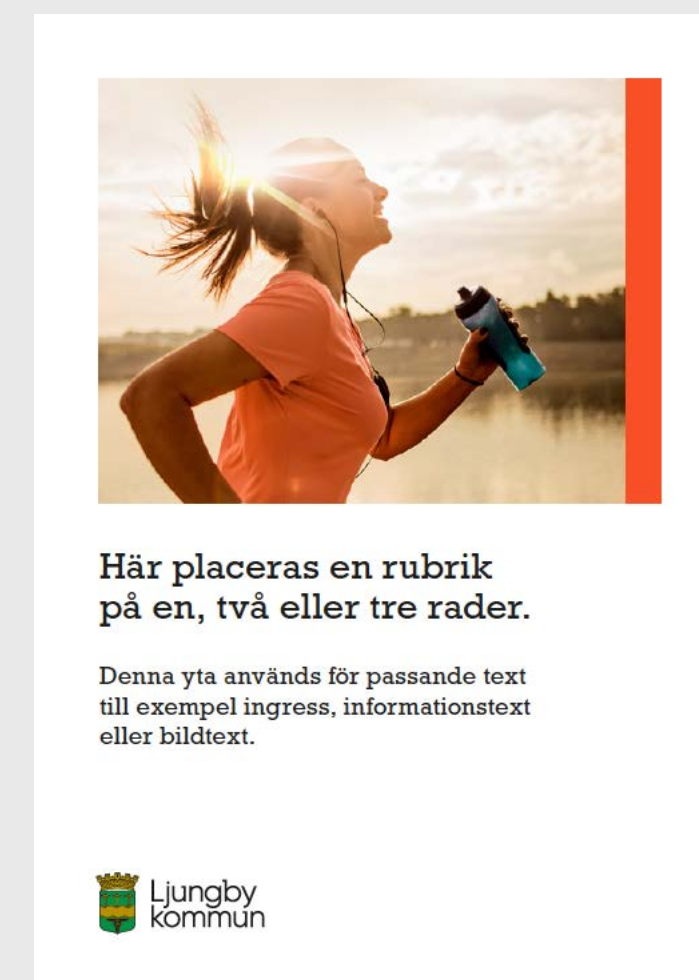 Här placeras en rubrik
på en, två eller tre rader.
Denna yta används för passande text
till exempel ingress, informationstext
eller bildtext.
Ljungby
kommun